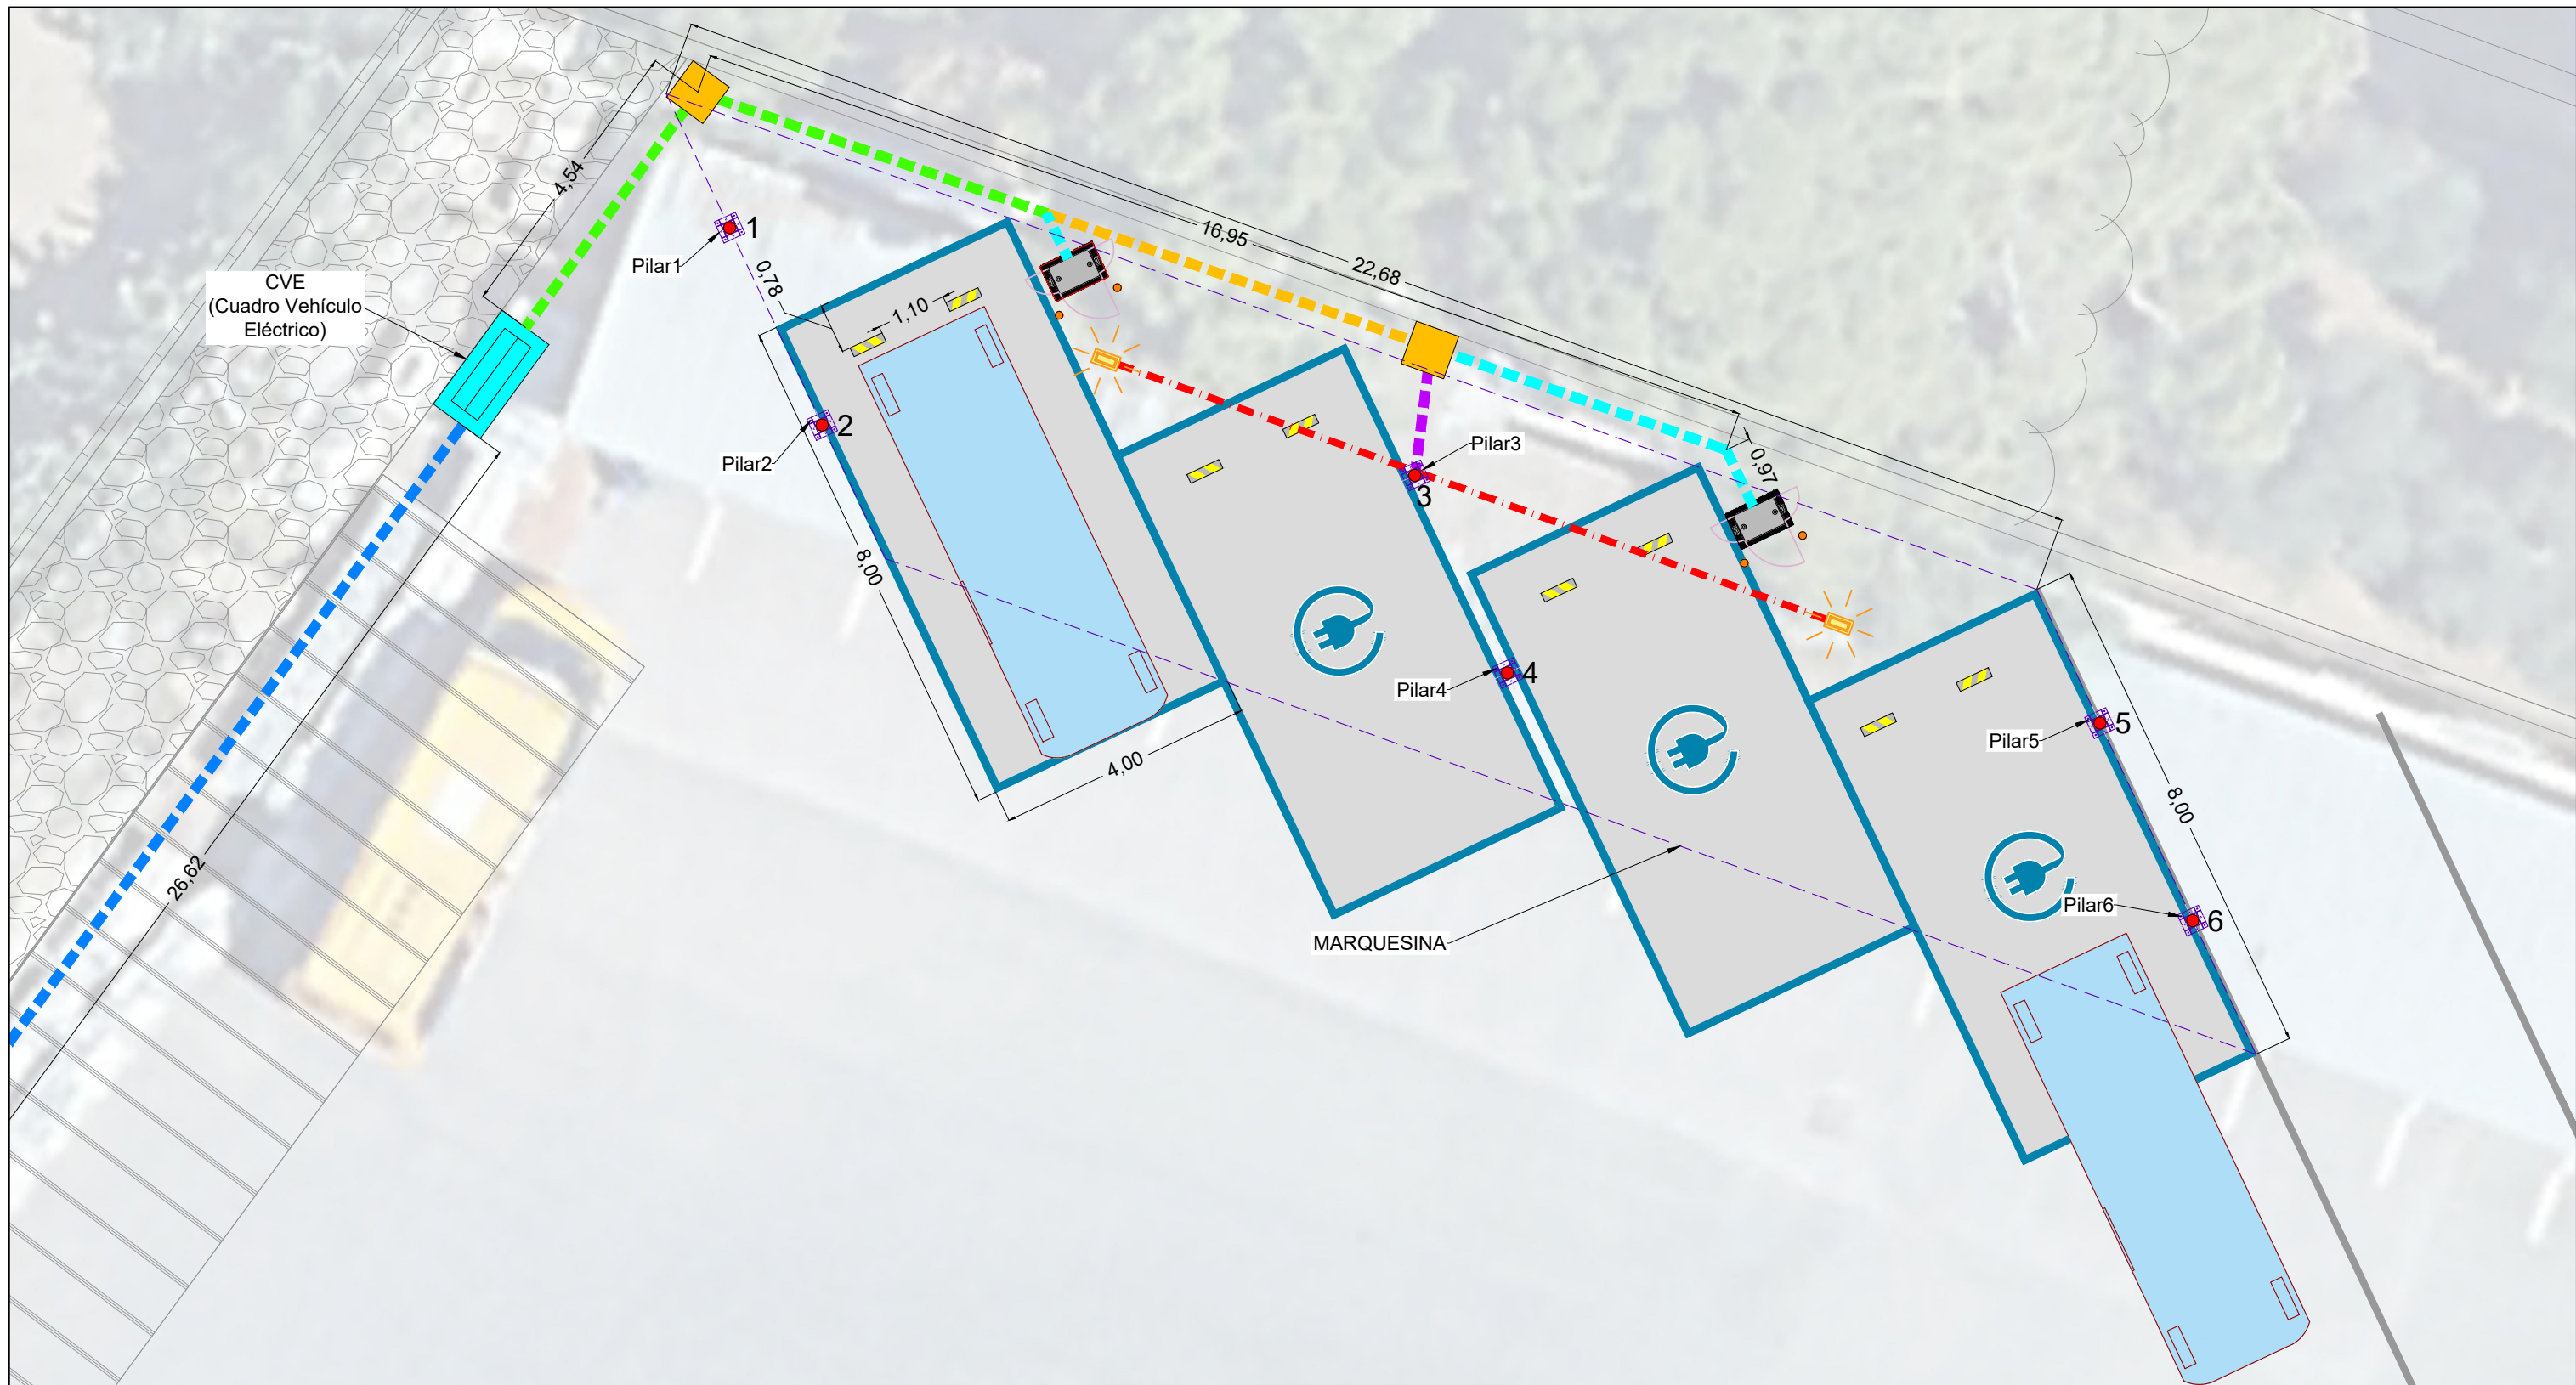 4,54
16,95
22,68
1
Pilar1
0,78
CVE
(Cuadro Vehículo
Eléctrico)
1,10
2
Pilar2
Pilar3
3
0,97
8,00
4
Pilar4
5
Pilar5
4,00
8,00
26,62
Pilar6
6
MARQUESINA